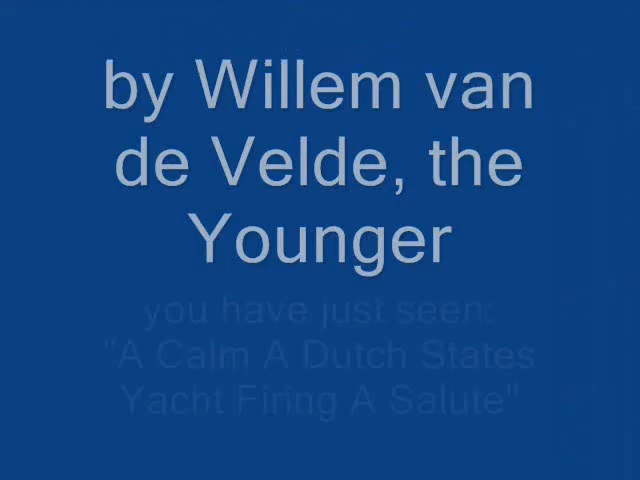 by Willem van
de Velde, the
Younger
you have just seen:
"A Calm A Dutch States
Yacht Firing A Salute"